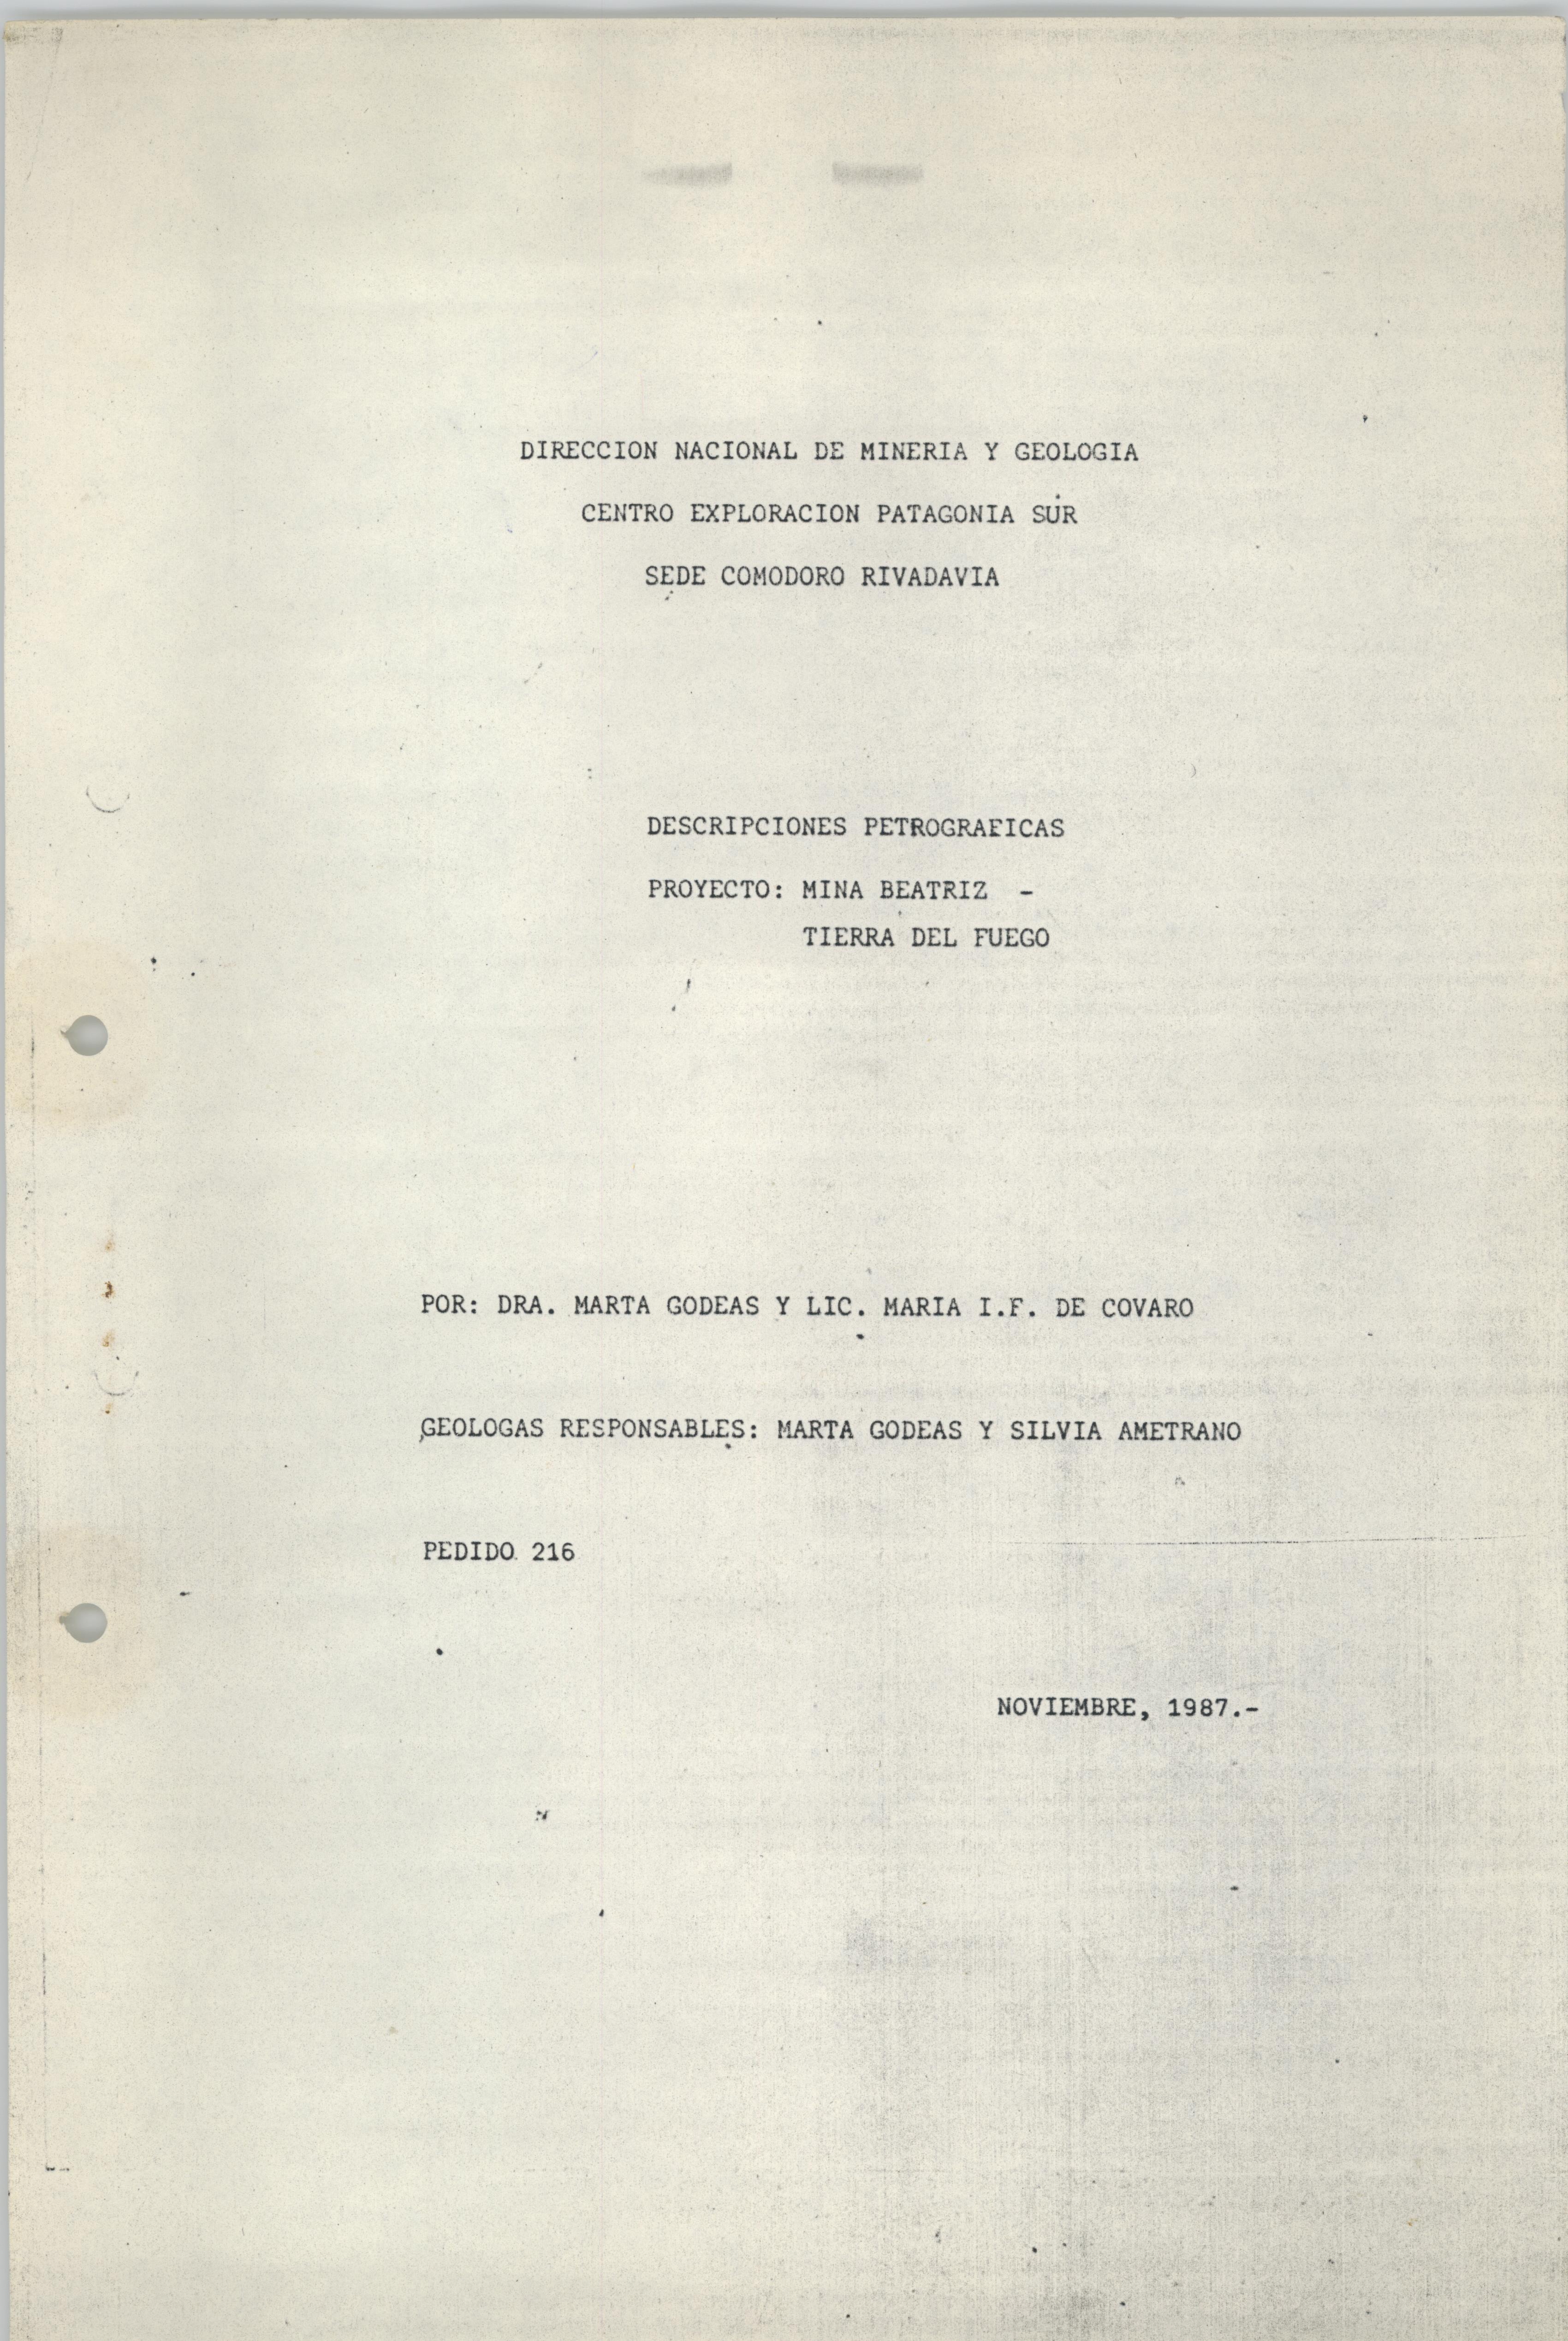 DIRECCION NACIONAL DE MINERIA Y GEOLOGIA
CENTRO EXPLORACION PATAGONIA SUR
SEDE COMODORO RIVADAVIA
DESCRIPCIONES PETROGRAFICAS
PROYECTO: MINA BEATRIZ -
TIERRA DEL FUEGO
POR: DRA. MARTA GODEAS Y LIC. MARIA I.F. DE COVARO
GEOLOGAS RESPONSABLES: MARTA GODEAS Y SILVIA AMETRANO
PEDIDO 216
NOVIEMBRE, 1987.-